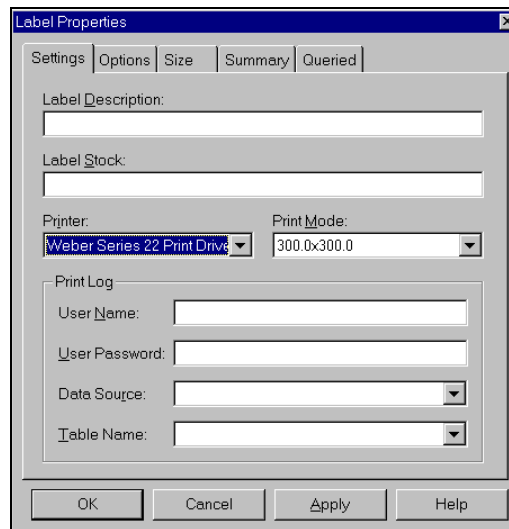 Label Properties
Settings Options Size Summary Queried
Label Description:
Label Stock:
Printer: Print Mode:
Weber Series 22 Print Drive 300.0x300.0
Print Log
User Name:
User Password:
Data Source:
Table Name:
OK Cancel Apply Help